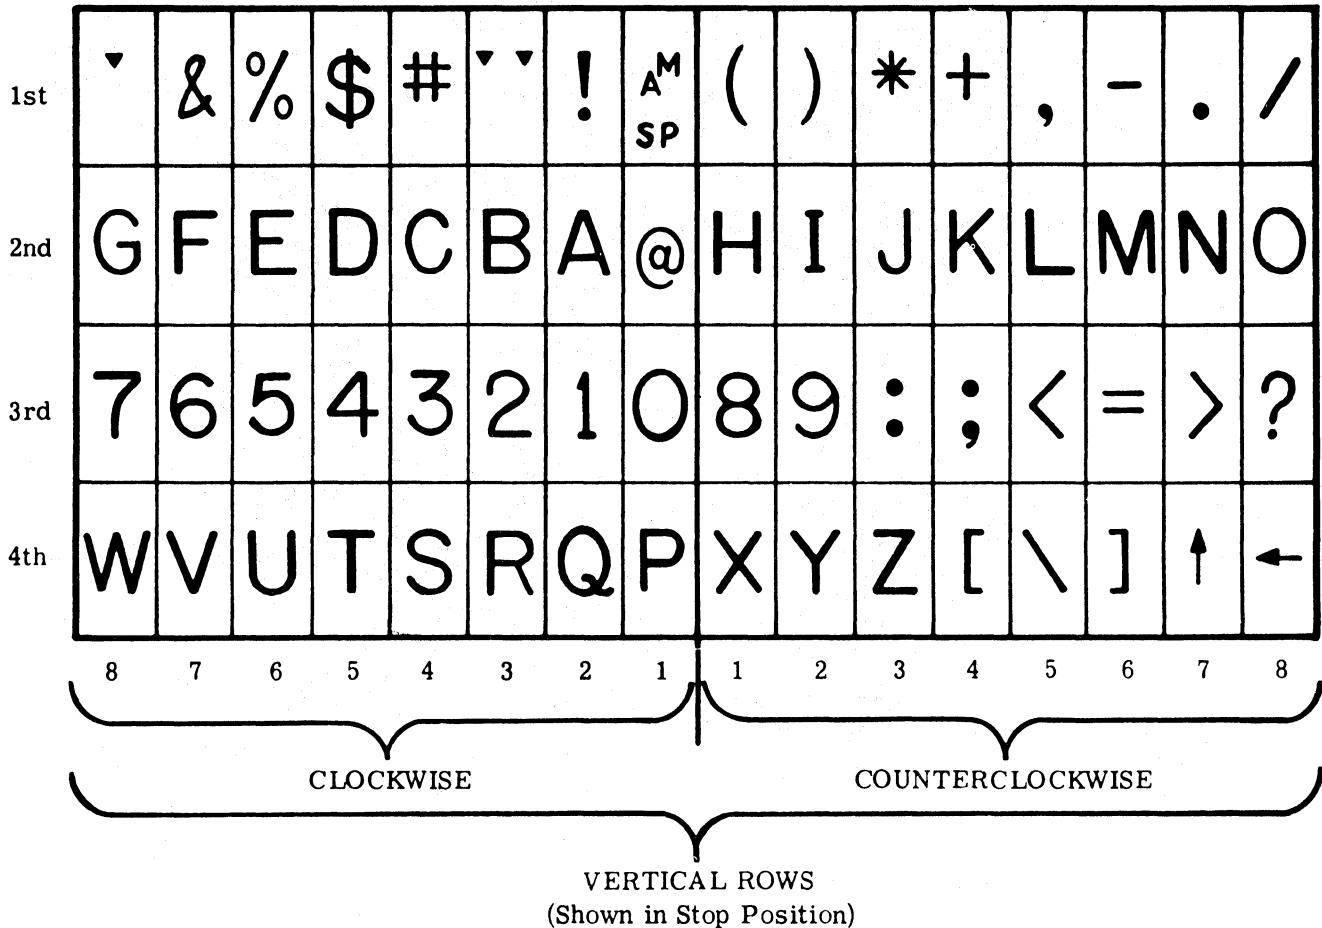 1st ' & % $ # " ! AM SP ( ) * + , - . /
2nd G F E D C B A @ H I J K L M N O
3rd 7 6 5 4 3 2 1 0 8 9 : ; < = > ?
4th W V U T S R Q P X Y Z [ \ ] ↑ ←
8 7 6 5 4 3 2 1 1 2 3 4 5 6 7 8
CLOCKWISE COUNTERCLOCKWISE
VERTICAL ROWS
(Shown in Stop Position)